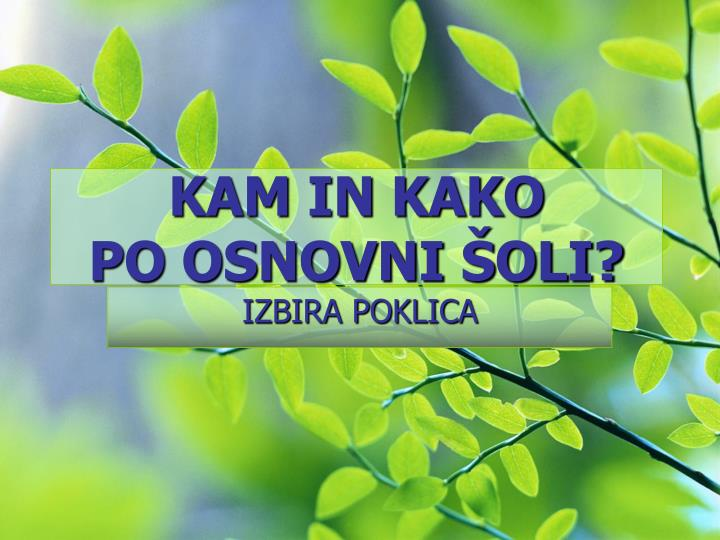 KAM IN KAKO
PO OSNOVNI ŠOLI?
IZBIRA POKLICA